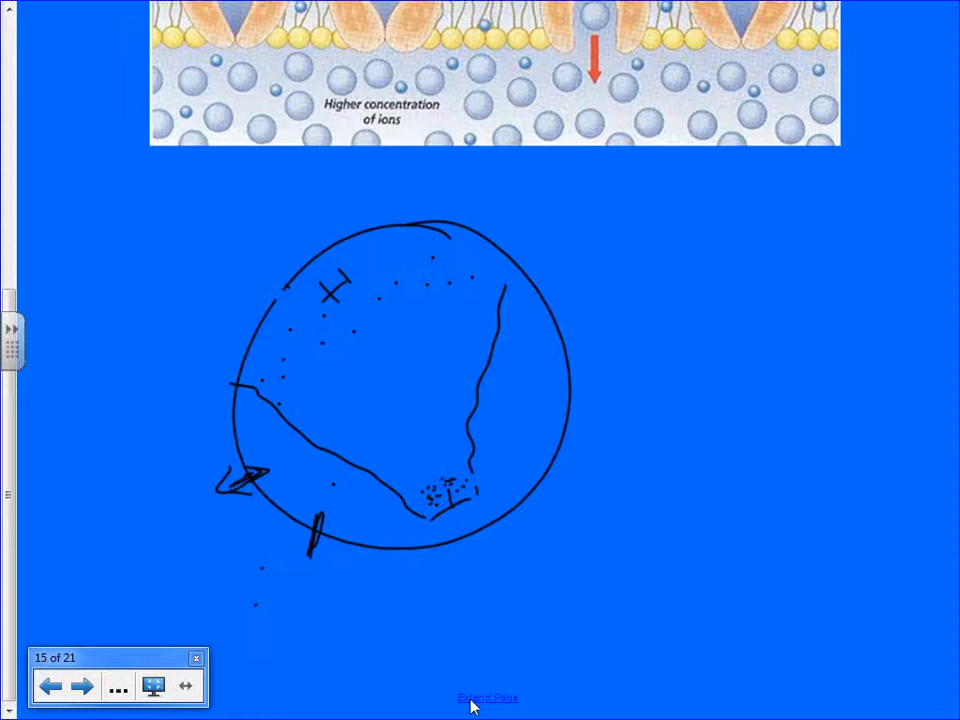 Higher concentration
of ions
15 of 21
Extend Page